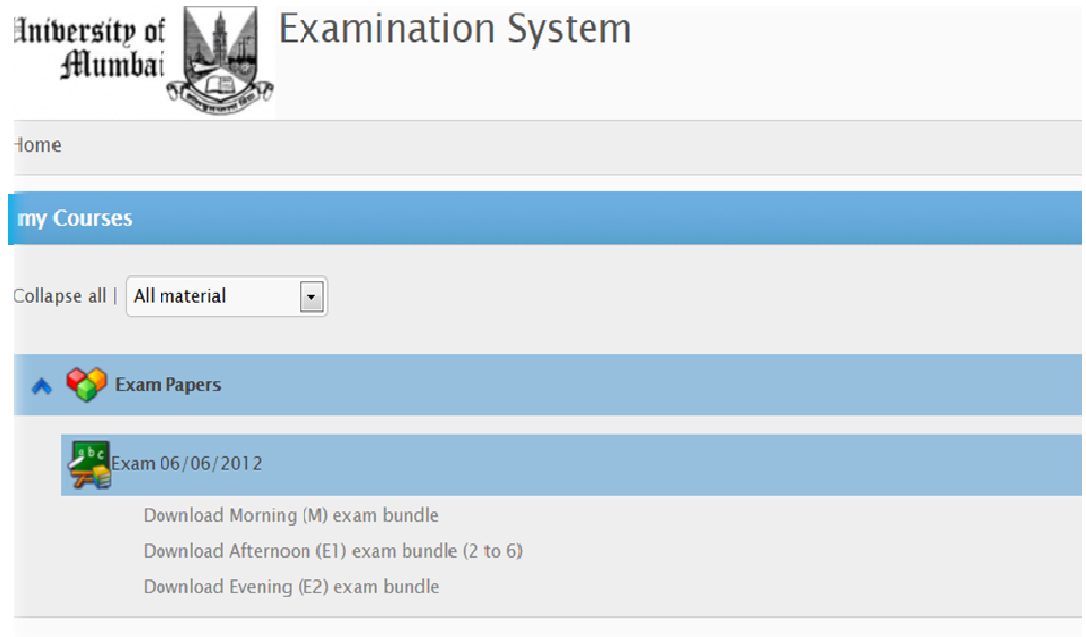 University of
Mumbai
Examination System
Home
my Courses
Collapse all | All material
Exam Papers
abc
Exam 06/06/2012
Download Morning (M) exam bundle
Download Afternoon (E1) exam bundle (2 to 6)
Download Evening (E2) exam bundle